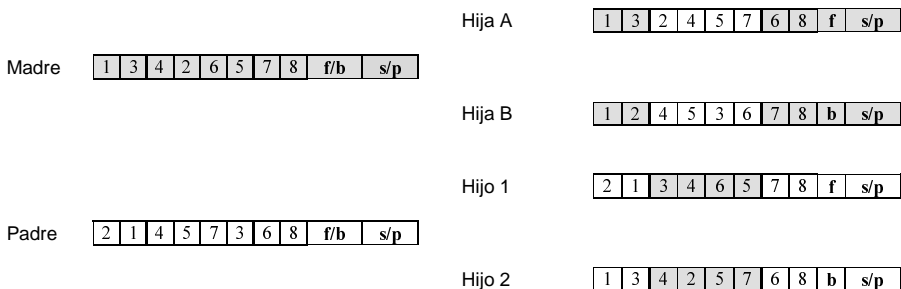 Hija A 1 3 2 4 5 7 6 8 f s/p
Madre 1 3 4 2 6 5 7 8 f/b s/p
Hija B 1 2 4 5 3 6 7 8 b s/p
Hijo 1 2 1 3 4 6 5 7 8 f s/p
Padre 2 1 4 5 7 3 6 8 f/b s/p
Hijo 2 1 3 4 2 5 7 6 8 b s/p